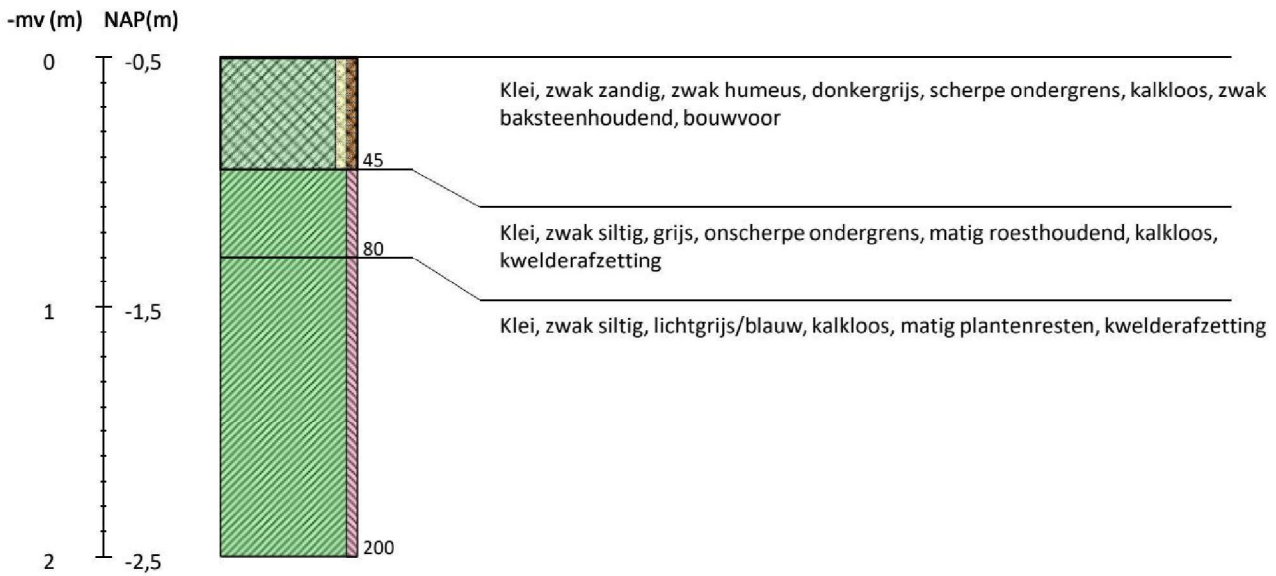 -mv (m) NAP(m)
0 -0,5
Klei, zwak zandig, zwak humeus, donkergrijs, scherpe ondergrens, kalkloos, zwak
baksteenhoudend, bouwvoor
45
Klei, zwak siltig, grijs, onscherpe ondergrens, matig roesthoudend, kalkloos,
kwelderafzetting
80
1 -1,5
Klei, zwak siltig, lichtgrijs/blauw, kalkloos, matig plantenresten, kwelderafzetting
200
2 -2,5